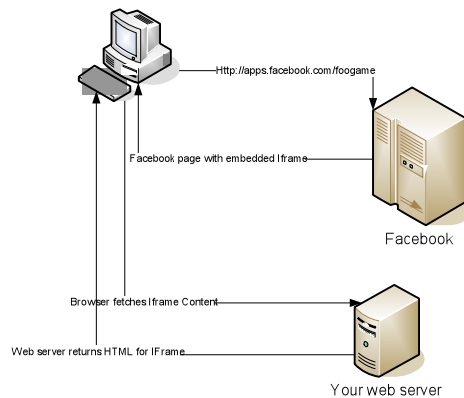 Http://apps.facebook.com/foogame
Facebook page with embedded Iframe
Facebook
Browser fetches Iframe Content
Web server returns HTML for IFrame
Your web server